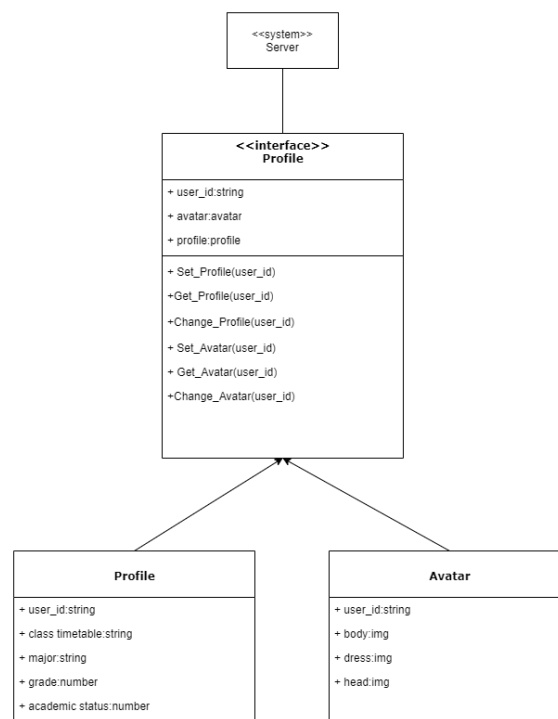 <<system>>
Server
<<interface>>
Profile
+ user_id:string
+ avatar:avatar
+ profile:profile
+ Set_Profile(user_id)
+Get_Profile(user_id)
+Change_Profile(user_id)
+ Set_Avatar(user_id)
+ Get_Avatar(user_id)
+Change_Avatar(user_id)
Profile
+ user_id:string
+ class timetable:string
+ major:string
+ grade:number
+ academic status:number
Avatar
+ user_id:string
+ body:img
+ dress:img
+ head:img